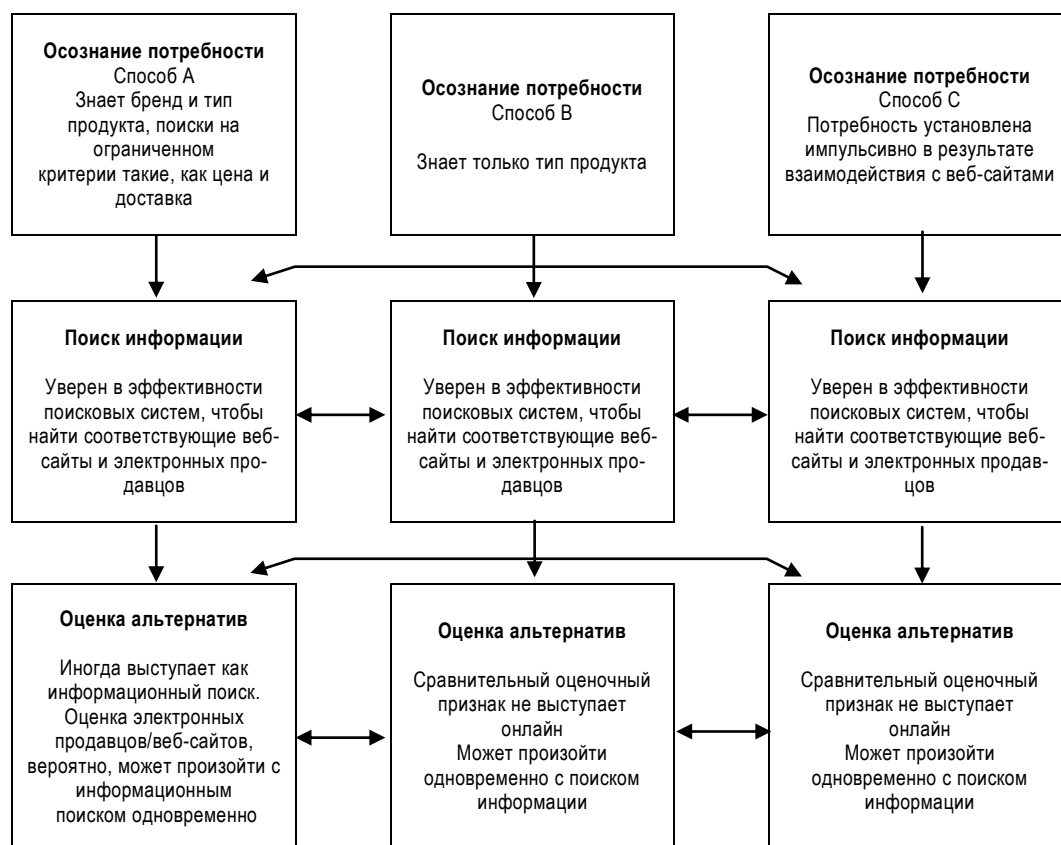 Осознание потребности
Способ А
Знает бренд и тип
продукта, поиски на
ограниченном
критерии такие, как цена и
доставка
Осознание потребности
Способ В
Знает только тип продукта
Осознание потребности
Способ С
Потребность установлена
импульсивно в результате
взаимодействия с веб-сайтами
Поиск информации
Уверен в эффективности
поисковых систем, чтобы
найти соответствующие веб-
сайты и электронных про-
давцов
Поиск информации
Уверен в эффективности
поисковых систем, чтобы
найти соответствующие веб-
сайты и электронных про-
давцов
Поиск информации
Уверен в эффективности
поисковых систем, чтобы
найти соответствующие веб-
сайты и электронных продав-
цов
Оценка альтернатив
Иногда выступает как
информационный поиск.
Оценка электронных
продавцов/веб-сайтов,
вероятно, может произойти с
информационным
поиском одновременно
Оценка альтернатив
Сравнительный оценочный
признак не выступает
онлайн
Может произойти
одновременно с поиском
информации
Оценка альтернатив
Сравнительный оценочный
признак не выступает
онлайн
Может произойти
одновременно с поиском
информации